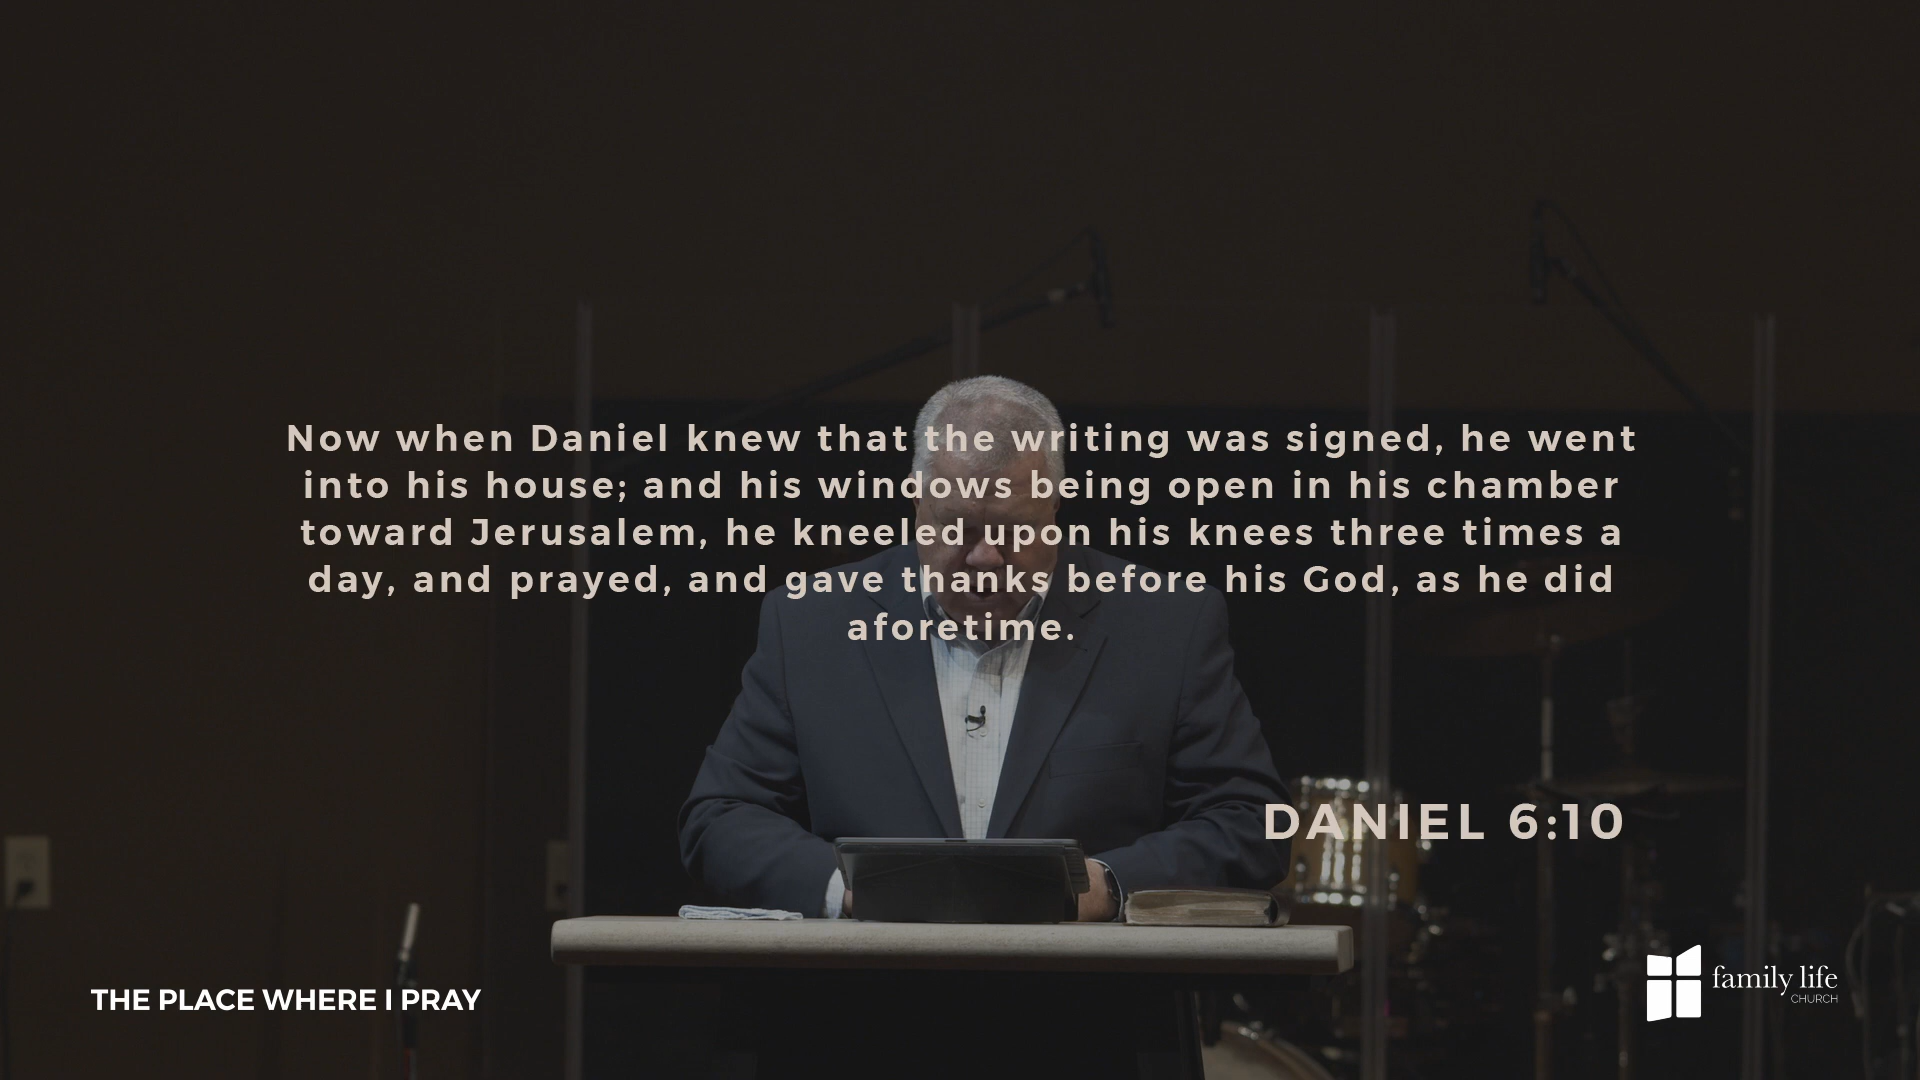 Now when Daniel knew that the writing was signed, he went
into his house; and his windows being open in his chamber
toward Jerusalem, he kneeled upon his knees three times a
day, and prayed, and gave thanks before his God, as he did
aforetime.
DANIEL 6:10
THE PLACE WHERE I PRAY
family life
CHURCH